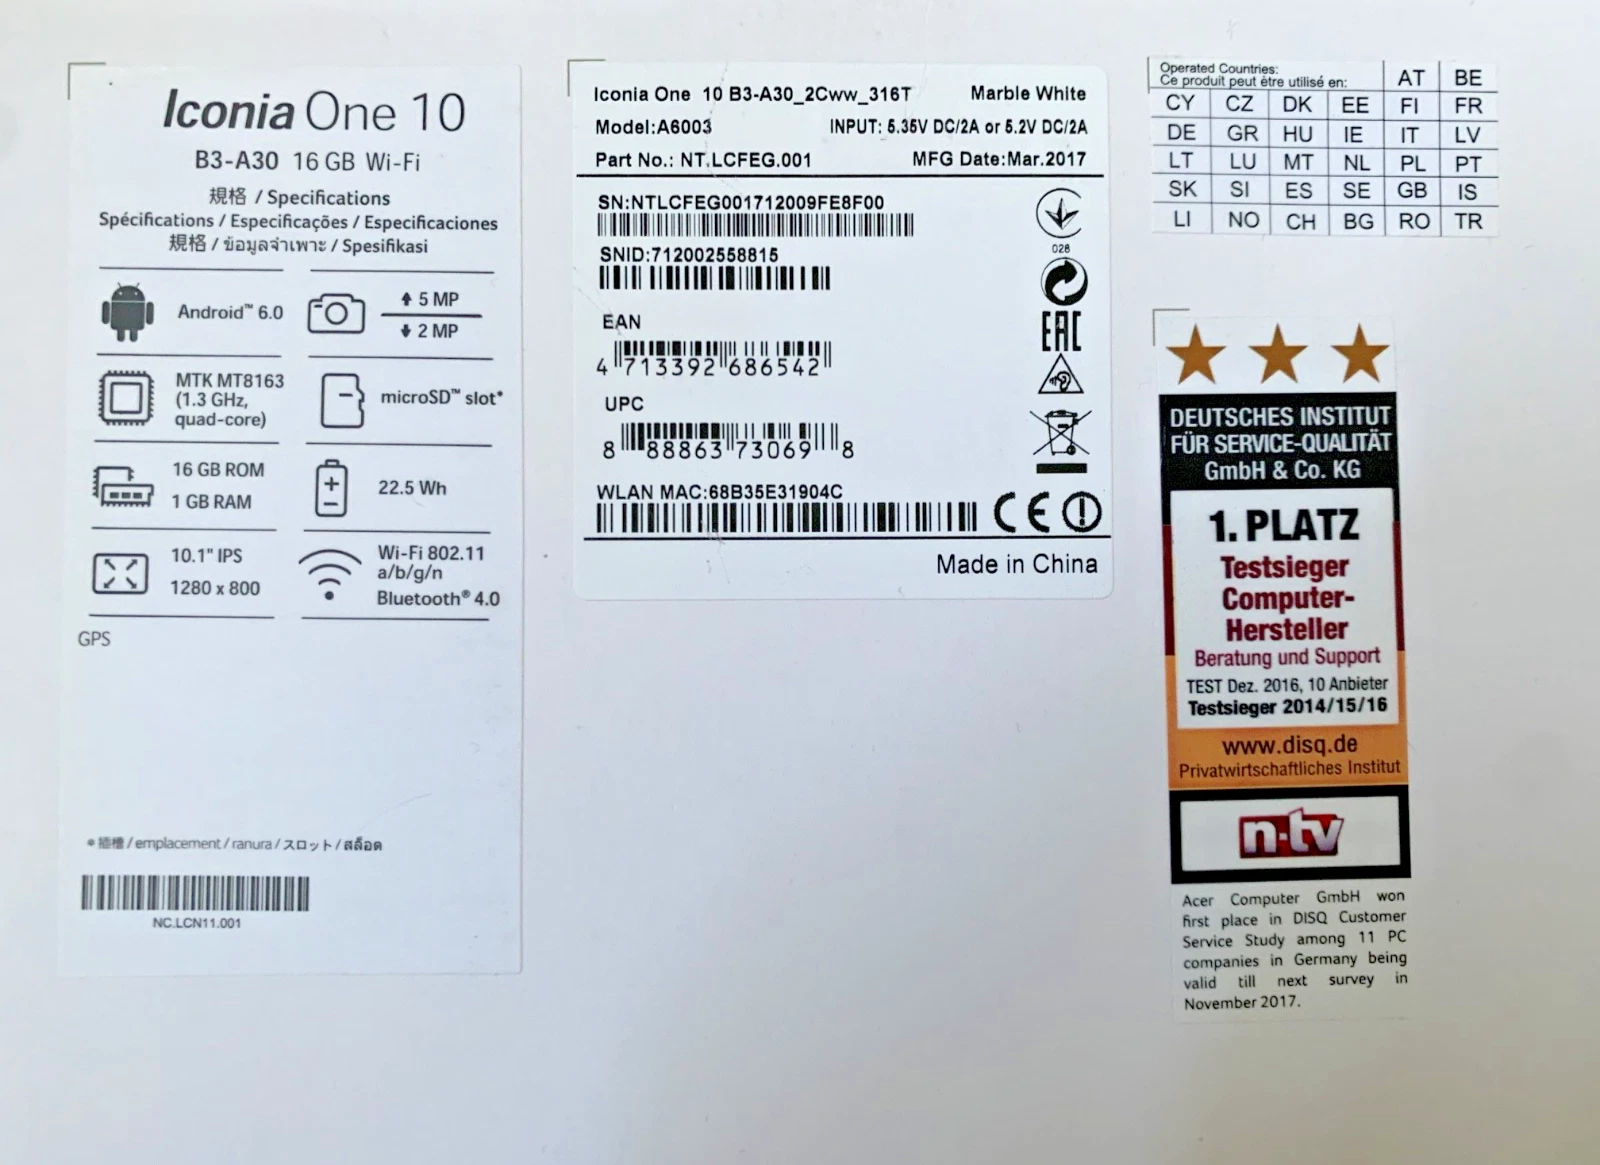 Iconia One 10
B3-A30 16 GB Wi-Fi
規格 / Specifications
Spécifications / Especificações / Especificaciones
規格 / ข้อมูลจำเพาะ / Spesifikasi
Android™ 6.0
5 MP
2 MP
MTK MT8163
(1.3 GHz,
quad-core)
microSD™ slot*
16 GB ROM
1 GB RAM
22.5 Wh
10.1" IPS
1280 x 800
Wi-Fi 802.11
a/b/g/n
Bluetooth® 4.0
GPS
* 插槽 / emplacement / ranura / スロット / สล็อต
NC.LCN11.001
Iconia One 10 B3-A30_2Cww_316T Marble White
Model:A6003 INPUT: 5.35V DC/2A or 5.2V DC/2A
Part No.: NT.LCFEG.001 MFG Date:Mar.2017
SN:NTLCFEG001712009FE8F00
SNID:712002558815
028
EAN
4 713392 686542
UPC
8 88863 73069 8
EAC
WLAN MAC:68B35E31904C
CE
Made in China
Operated Countries:
Ce produit peut être utilisé en:
AT BE
CY CZ DK EE FI FR
DE GR HU IE IT LV
LT LU MT NL PL PT
SK SI ES SE GB IS
LI NO CH BG RO TR
DEUTSCHES INSTITUT
FÜR SERVICE-QUALITÄT
GmbH & Co. KG
1. PLATZ
Testsieger
Computer-
Hersteller
Beratung und Support
TEST Dez. 2016, 10 Anbieter
Testsieger 2014/15/16
www.disq.de
Privatwirtschaftliches Institut
n-tv
Acer Computer GmbH won
first place in DISQ Customer
Service Study among 11 PC
companies in Germany being
valid till next survey in
November 2017.